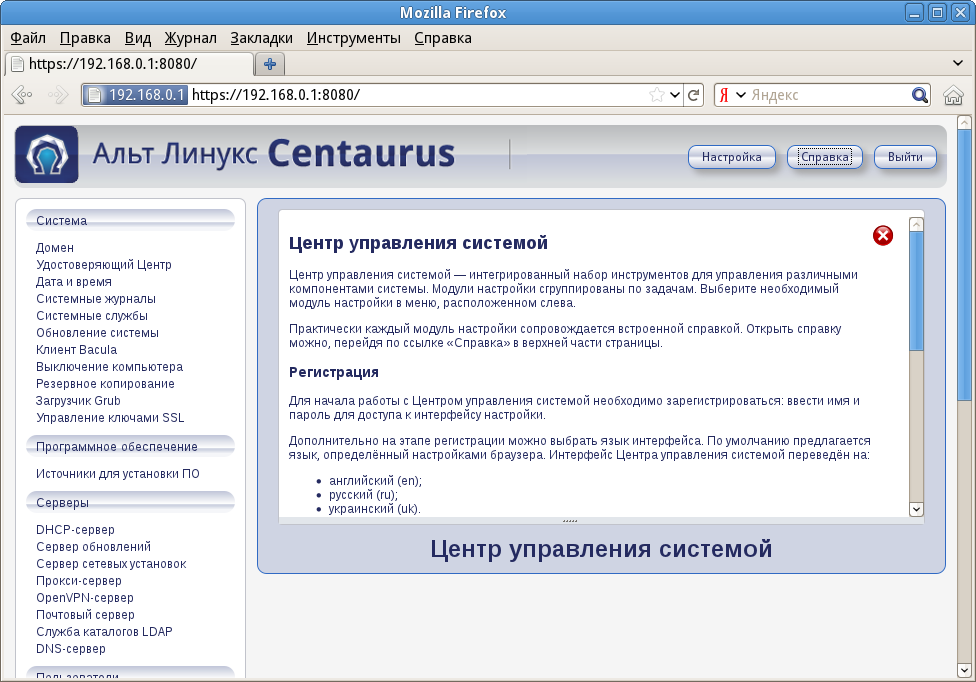 Mozilla Firefox
Файл Правка Вид Журнал Закладки Инструменты Справка
https://192.168.0.1:8080/
192.168.0.1 https://192.168.0.1:8080/
Я Яндекс
Альт Линукс Centaurus
Настройка Справка Выйти
Система
Домен
Удостоверяющий Центр
Дата и время
Системные журналы
Системные службы
Обновление системы
Клиент Bacula
Выключение компьютера
Резервное копирование
Загрузчик Grub
Управление ключами SSL
Программное обеспечение
Источники для установки ПО
Серверы
DHCP-сервер
Сервер обновлений
Сервер сетевых установок
Прокси-сервер
OpenVPN-сервер
Почтовый сервер
Служба каталогов LDAP
DNS-сервер
Пользователи
Центр управления системой
Центр управления системой — интегрированный набор инструментов для управления различными
компонентами системы. Модули настройки сгруппированы по задачам. Выберите необходимый
модуль настройки в меню, расположенном слева.
Практически каждый модуль настройки сопровождается встроенной справкой. Открыть справку
можно, перейдя по ссылке «Справка» в верхней части страницы.
Регистрация
Для начала работы с Центром управления системой необходимо зарегистрироваться: ввести имя и
пароль для доступа к интерфейсу настройки.
Дополнительно на этапе регистрации можно выбрать язык интерфейса. По умолчанию предлагается
язык, определённый настройками браузера. Интерфейс Центра управления системой переведён на:
• английский (en);
• русский (ru);
• украинский (uk).
Центр управления системой